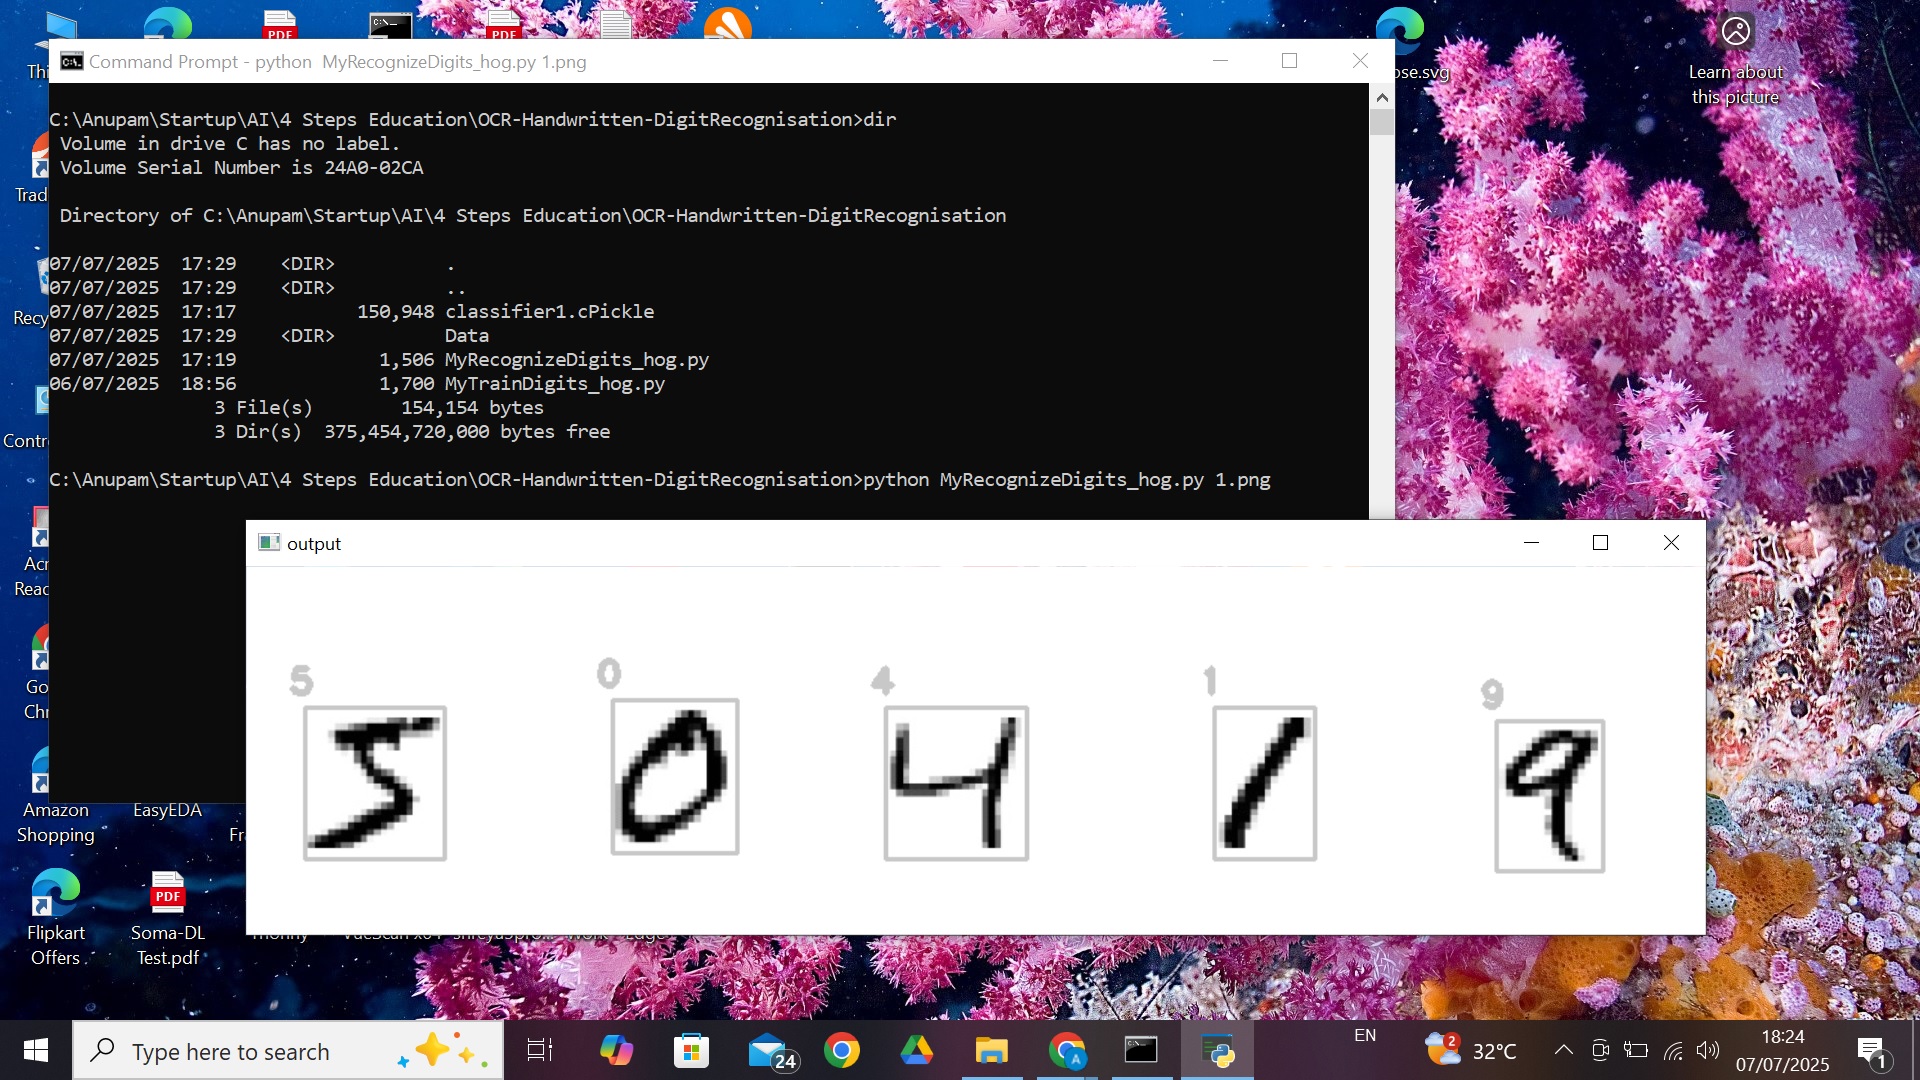 PDF
PDF
Command Prompt - python  MyRecognizeDigits_hog.py 1.png
ose.svg
Learn about
this picture
C:\Anupam\Startup\AI\4 Steps Education\OCR-Handwritten-DigitRecognisation>dir
Volume in drive C has no label.
Volume Serial Number is 24A0-02CA
Directory of C:\Anupam\Startup\AI\4 Steps Education\OCR-Handwritten-DigitRecognisation
07/07/2025  17:29    <DIR>          .
07/07/2025  17:29    <DIR>          ..
07/07/2025  17:17           150,948 classifier1.cPickle
07/07/2025  17:29    <DIR>          Data
07/07/2025  17:19             1,506 MyRecognizeDigits_hog.py
06/07/2025  18:56             1,700 MyTrainDigits_hog.py
3 File(s)        154,154 bytes
3 Dir(s)  375,454,720,000 bytes free
C:\Anupam\Startup\AI\4 Steps Education\OCR-Handwritten-DigitRecognisation>python MyRecognizeDigits_hog.py 1.png
output
5 0 4 1 9
5 0 4 1 9
Thi
Trad
Recy
Contr
Acr
Read
Go
Chr
Amazon
Shopping
EasyEDA
Fra
Flipkart
Offers
PDF
Soma-DL
Test.pdf
Type here to search
24
EN
2
32°C
18:24
07/07/2025
1